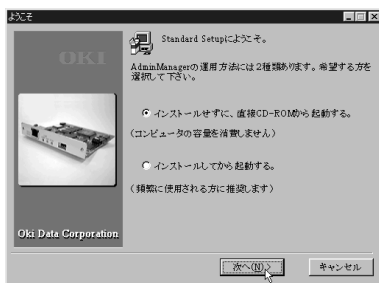 ようこそ
OKI
Standard Setupにようこそ。
AdminManagerの運用方法には2種類あります。希望する方を
選択して下さい。
インストールせずに、直接CD-ROMから起動する。
(コンピュータの容量を消費しません)
インストールしてから起動する。
(頻繁に使用される方に推奨します)
Oki Data Corporation
次へ(N) >
キャンセル